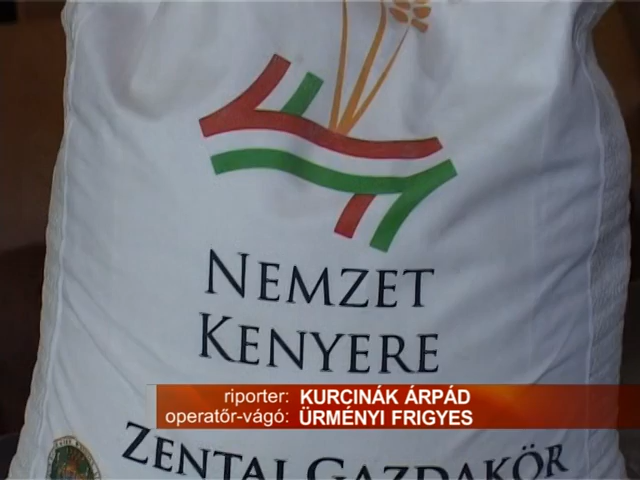 NEMZET
KENYERE
riporter: KURCINÁK ÁRPÁD
operatőr-vágó: ÜRMÉNYI FRIGYES
ZENTAI GAZDAKÖR